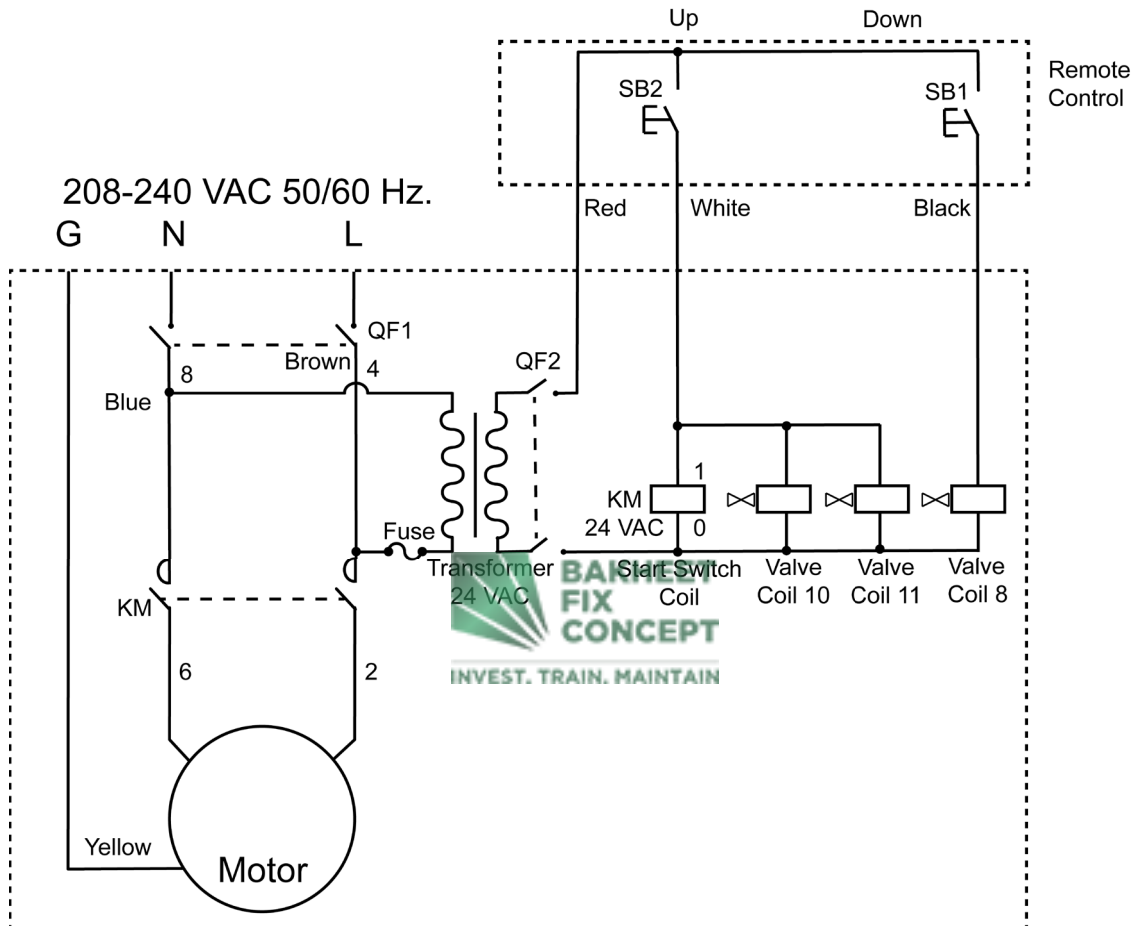 Up
Down
Remote
Control
SB2
SB1
Red
White
Black
208-240 VAC 50/60 Hz.
G
N
L
QF1
Brown
4
8
Blue
QF2
Fuse
Transformer
24 VAC
KM
24 VAC
1
0
Start Switch
Coil
Valve
Coil 10
Valve
Coil 11
Valve
Coil 8
KM
6
2
Yellow
Motor
BAKHEET
FIX
CONCEPT
INVEST. TRAIN. MAINTAIN